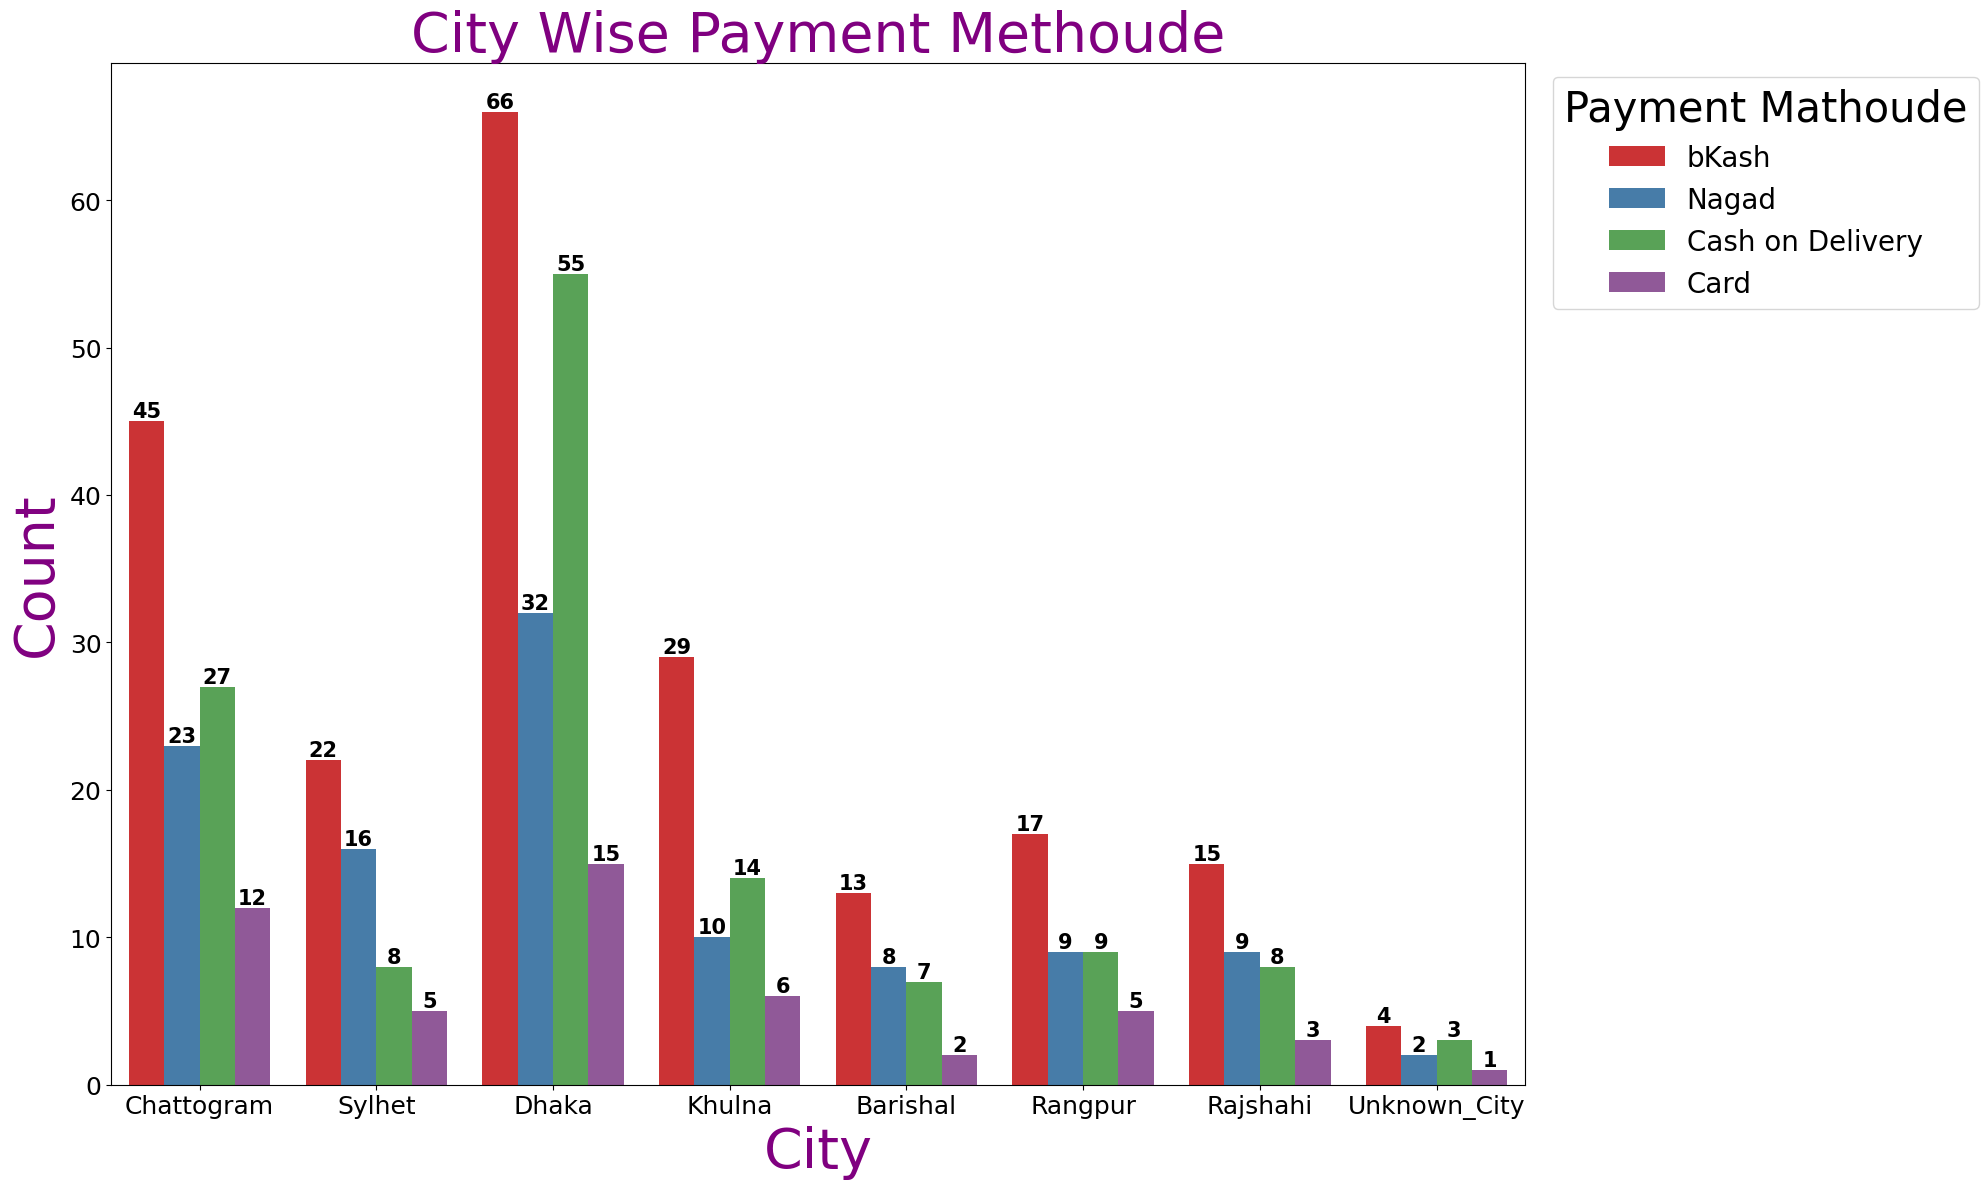 City Wise Payment Methoude
Payment Mathoude
bKash
Nagad
Cash on Delivery
Card
Count
60
50
40
30
20
10
0
45
23
27
12
22
16
8
5
66
32
55
15
29
10
14
6
13
8
7
2
17
9
9
5
15
9
8
3
4
2
3
1
Chattogram
Sylhet
Dhaka
Khulna
Barishal
Rangpur
Rajshahi
Unknown_City
City